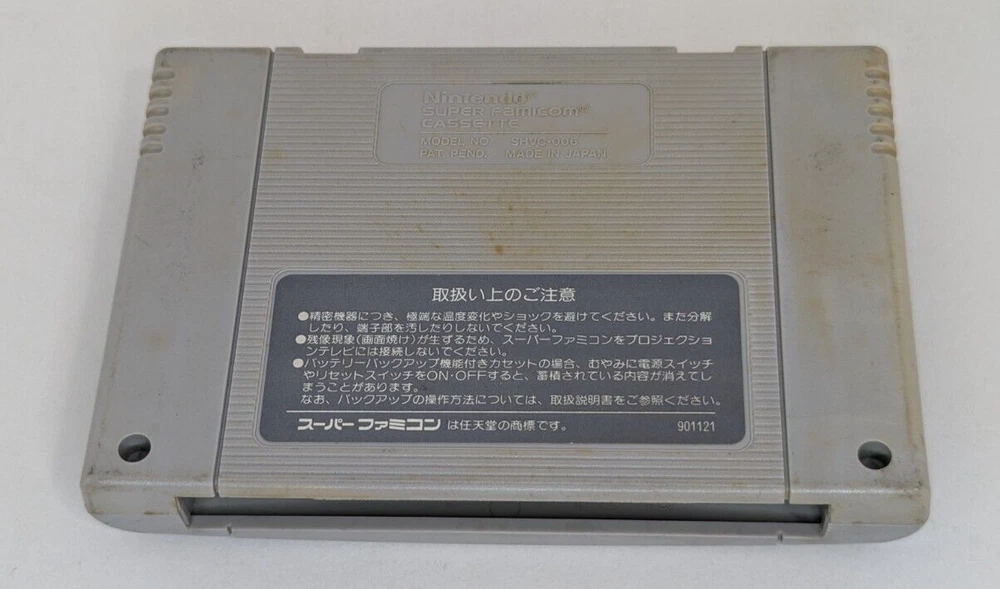 Nintendo®
SUPER FAMICOM®
CASSETTE
MODEL NO. SHVC-006
PAT. PEND. MADE IN JAPAN
取扱い上のご注意
●精密機器につき、極端な温度変化やショックを避けてください。また分解
したり、端子部を汚したりしないでください。
●残像現象(画面焼け)が生ずるため、スーパーファミコンをプロジェクショ
ンテレビには接続しないでください。
●バッテリーバックアップ機能付きカセットの場合、むやみに電源スイッチ
やリセットスイッチをON・OFFすると、蓄積されている内容が消えてし
まうことがあります。
なお、バックアップの操作方法については、取扱説明書をご参照ください。
スーパーファミコン は任天堂の商標です。 901121